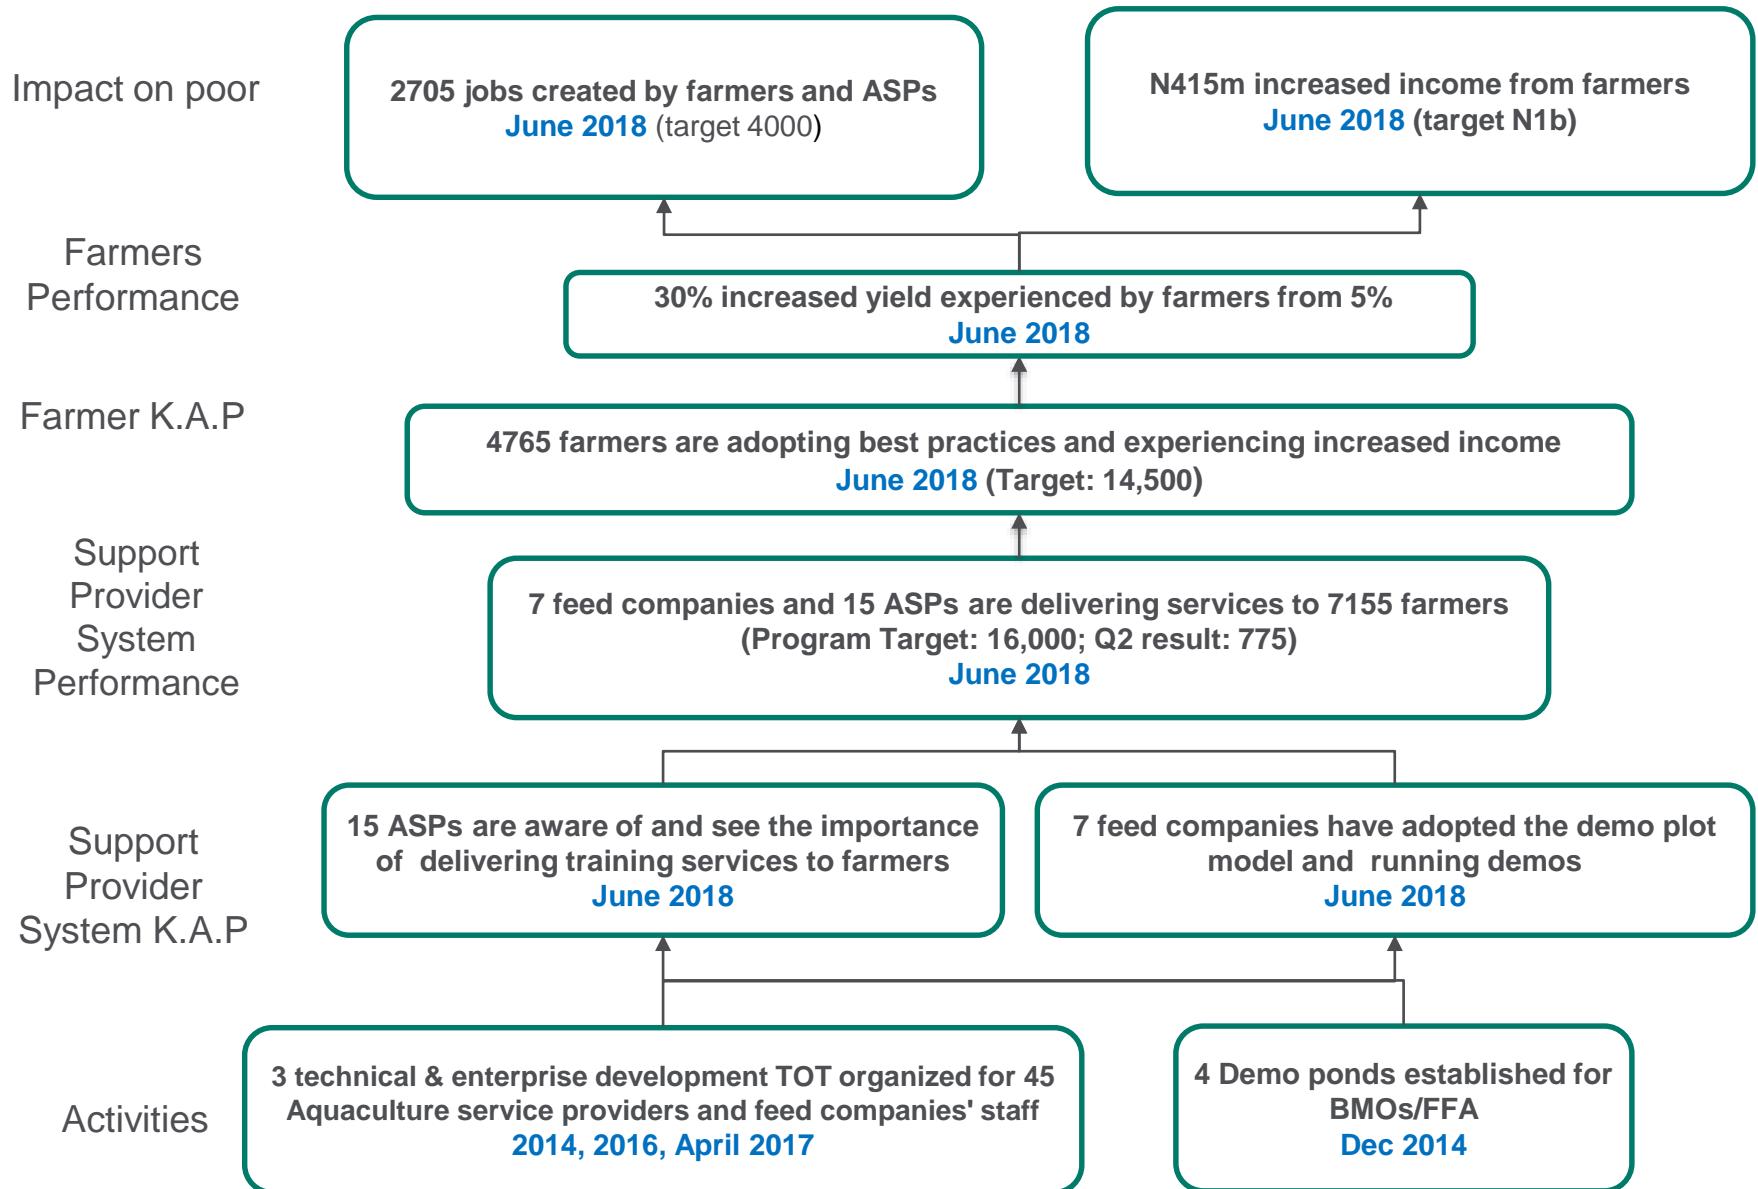 Impact on poor
2705 jobs created by farmers and ASPs
June 2018 (target 4000)
N415m increased income from farmers
June 2018 (target N1b)
Farmers
Performance
30% increased yield experienced by farmers from 5%
June 2018
Farmer K.A.P
4765 farmers are adopting best practices and experiencing increased income
June 2018 (Target: 14,500)
Support
Provider
System
Performance
7 feed companies and 15 ASPs are delivering services to 7155 farmers
(Program Target: 16,000; Q2 result: 775)
June 2018
Support
Provider
System K.A.P
15 ASPs are aware of and see the importance
of delivering training services to farmers
June 2018
7 feed companies have adopted the demo plot
model and running demos
June 2018
Activities
3 technical & enterprise development TOT organized for 45
Aquaculture service providers and feed companies' staff
2014, 2016, April 2017
4 Demo ponds established for
BMOs/FFA
Dec 2014